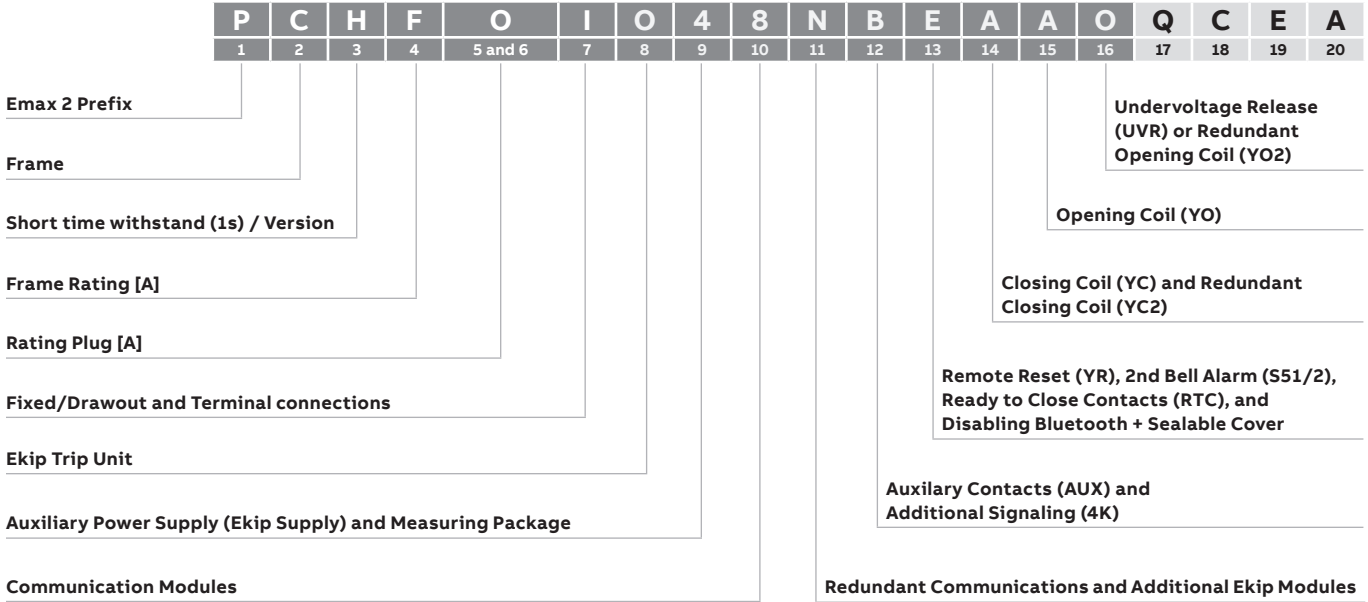 P C H F O I O 4 8 N B E A A O Q C E A
1 2 3 4 5 and 6 7 8 9 10 11 12 13 14 15 16 17 18 19 20
Emax 2 Prefix
Frame
Short time withstand (1s) / Version
Frame Rating [A]
Rating Plug [A]
Fixed/Drawout and Terminal connections
Ekip Trip Unit
Auxiliary Power Supply (Ekip Supply) and Measuring Package
Communication Modules
Undervoltage Release
(UVR) or Redundant
Opening Coil (YO2)
Opening Coil (YO)
Closing Coil (YC) and Redundant
Closing Coil (YC2)
Remote Reset (YR), 2nd Bell Alarm (S51/2),
Ready to Close Contacts (RTC), and
Disabling Bluetooth + Sealable Cover
Auxilary Contacts (AUX) and
Additional Signaling (4K)
Redundant Communications and Additional Ekip Modules